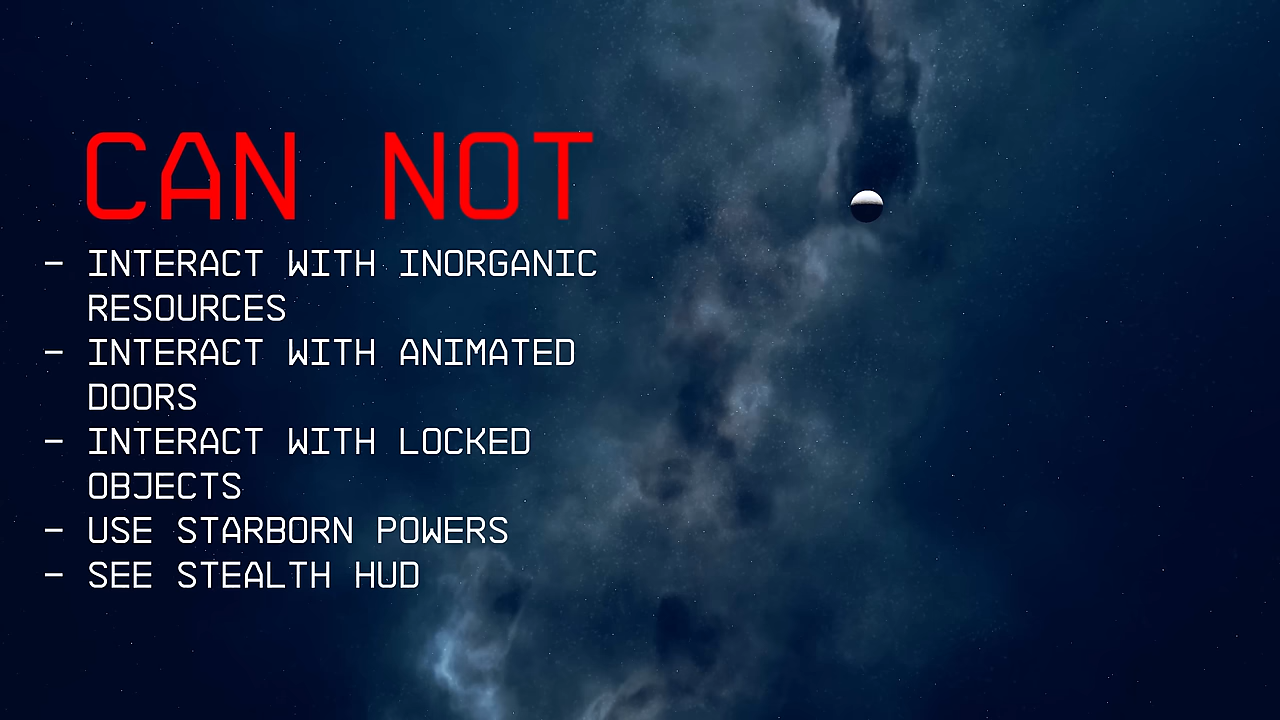 CAN NOT
- INTERACT WITH INORGANIC
RESOURCES
- INTERACT WITH ANIMATED
DOORS
- INTERACT WITH LOCKED
OBJECTS
- USE STARBORN POWERS
- SEE STEALTH HUD